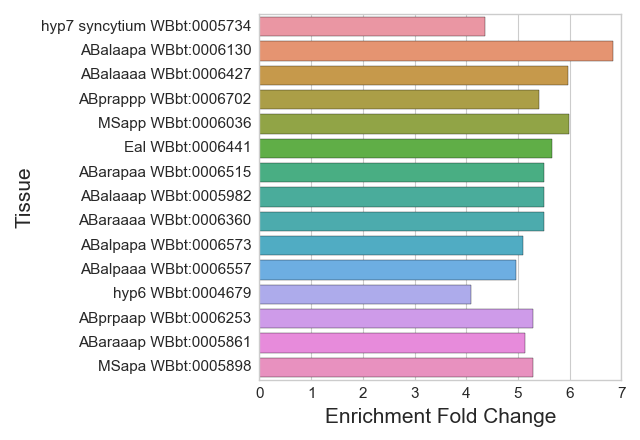 hyp7 syncytium WBbt:0005734
ABalaapa WBbt:0006130
ABalaaaa WBbt:0006427
ABprappp WBbt:0006702
MSapp WBbt:0006036
Eal WBbt:0006441
ABarapaa WBbt:0006515
ABalaaap WBbt:0005982
ABaraaaa WBbt:0006360
ABalpapa WBbt:0006573
ABalpaaa WBbt:0006557
hyp6 WBbt:0004679
ABprpaap WBbt:0006253
ABaraaap WBbt:0005861
MSapa WBbt:0005898
Tissue
0 1 2 3 4 5 6 7
Enrichment Fold Change